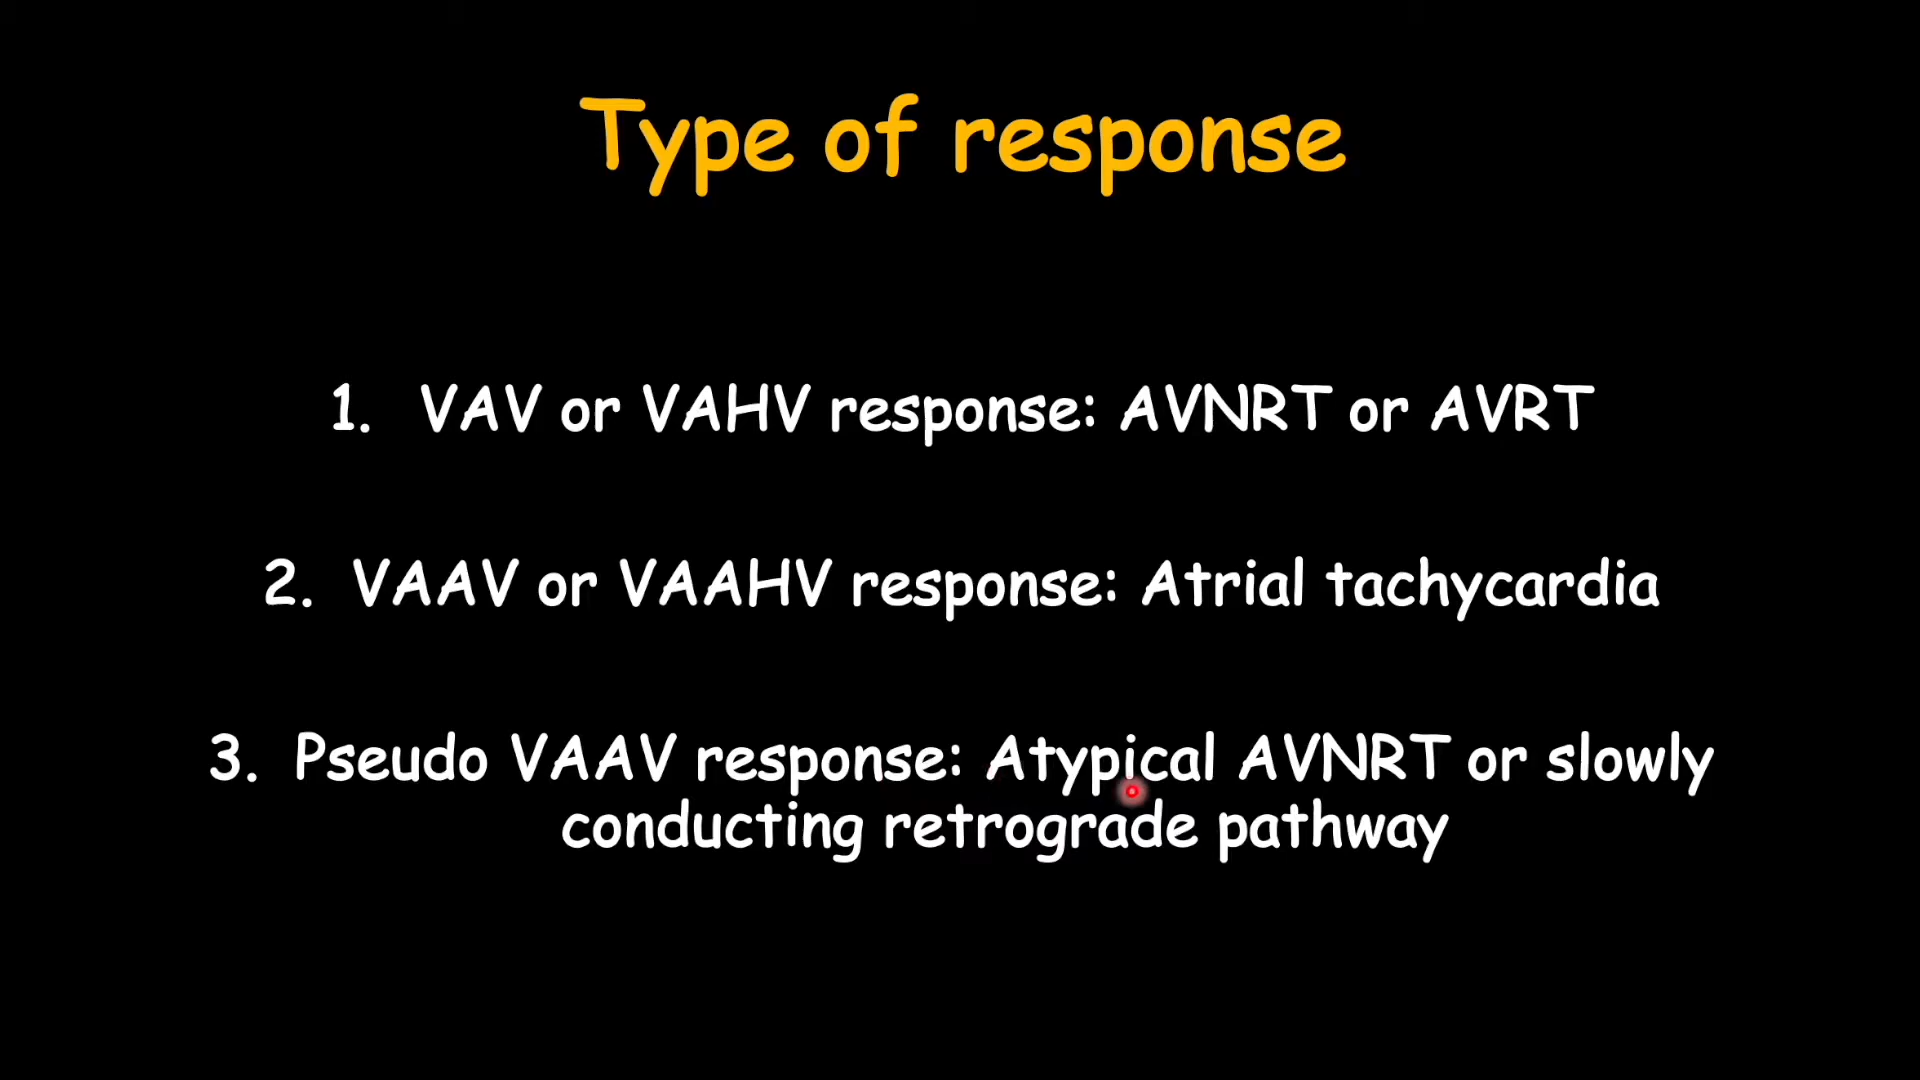 Type of response
1. VAV or VAHV response: AVNRT or AVRT
2. VAAV or VAAHV response: Atrial tachycardia
3. Pseudo VAAV response: Atypical AVNRT or slowly
conducting retrograde pathway